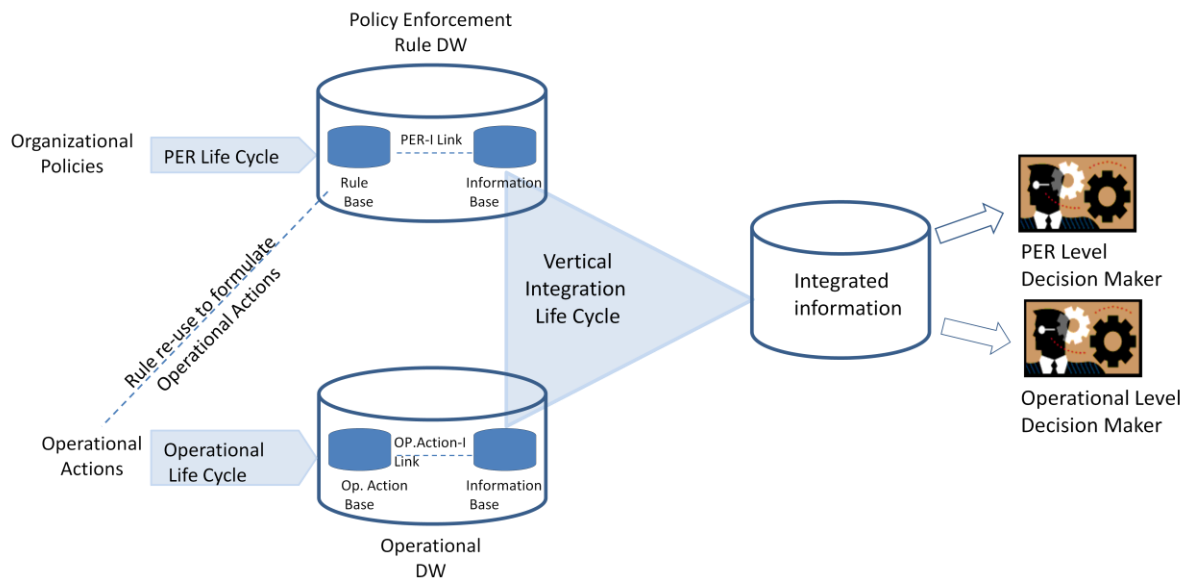 Policy Enforcement
Rule DW
Organizational
Policies
PER Life Cycle
PER-I Link
Rule
Base
Information
Base
Rule re-use to formulate
Operational Actions
Vertical
Integration
Life Cycle
Integrated
information
PER Level
Decision Maker
Operational Level
Decision Maker
Operational
Actions
Operational
Life Cycle
OP.Action-I
Link
Op. Action
Base
Information
Base
Operational
DW